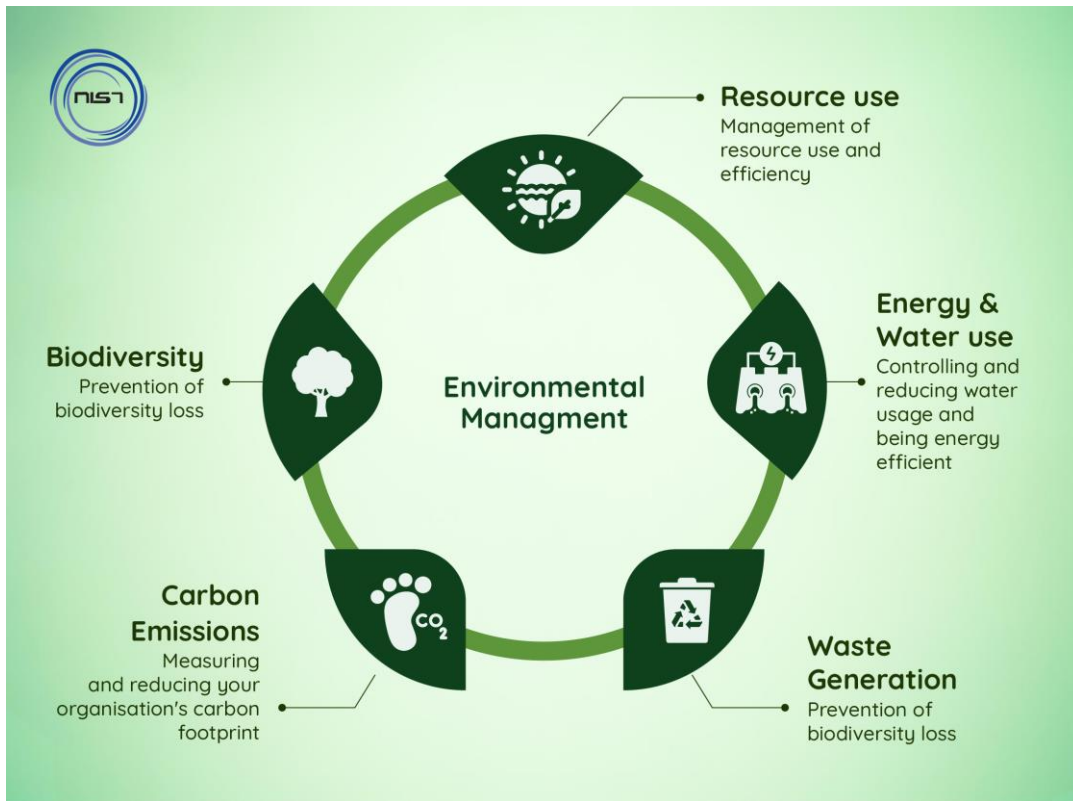 NIST
Resource use
Management of
resource use and
efficiency
Energy &
Water use
Controlling and
reducing water
usage and
being energy
efficient
Waste
Generation
Prevention of
biodiversity loss
Carbon
Emissions
Measuring
and reducing your
organisation's carbon
footprint
CO2
Biodiversity
Prevention of
biodiversity loss
Environmental
Managment